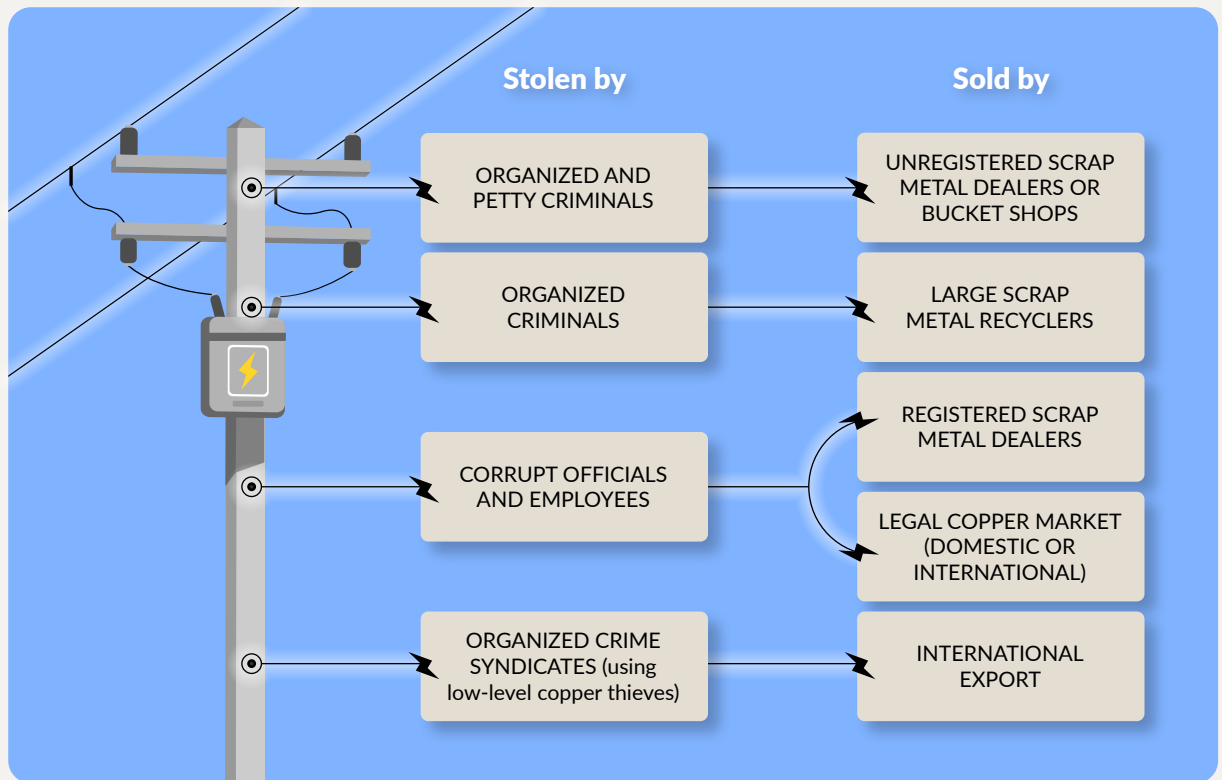 Stolen by
Sold by
ORGANIZED AND
PETTY CRIMINALS
UNREGISTERED SCRAP
METAL DEALERS OR
BUCKET SHOPS
ORGANIZED
CRIMINALS
LARGE SCRAP
METAL RECYCLERS
CORRUPT OFFICIALS
AND EMPLOYEES
REGISTERED SCRAP
METAL DEALERS
LEGAL COPPER MARKET
(DOMESTIC OR
INTERNATIONAL)
ORGANIZED CRIME
SYNDICATES (using
low-level copper thieves)
INTERNATIONAL
EXPORT